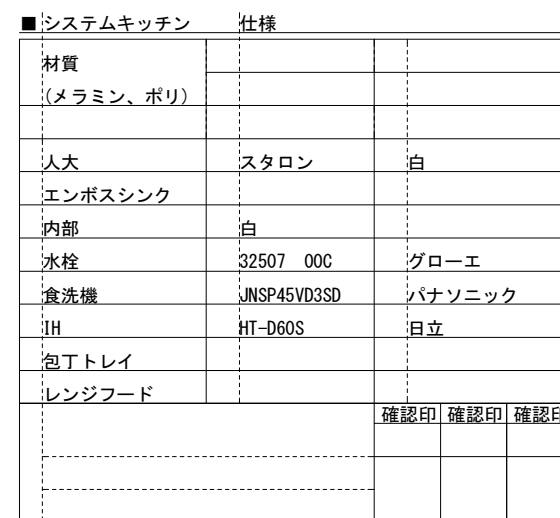 ■システムキッチン 仕様
材質
(メラミン、ポリ)
人大 スタロン 白
エンボスシンク
内部 白
水栓 32507 00C グローエ
食洗機 JNSP45VD3SD パナソニック
IH HT-D60S 日立
包丁トレイ
レンジフード
確認印 確認印 確認印